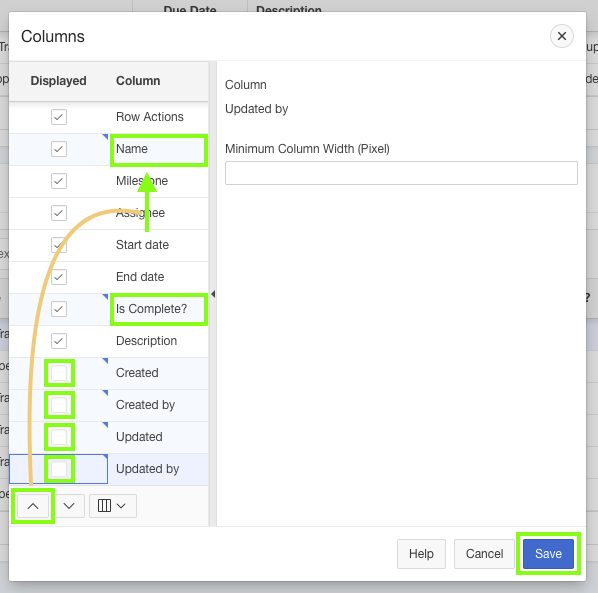 Due Date Description
Columns
Displayed Column
Row Actions
Name
Milestone
Assignee
Start date
End date
Is Complete?
Description
Created
Created by
Updated
Updated by
Column
Updated by
Minimum Column Width (Pixel)
Help Cancel Save